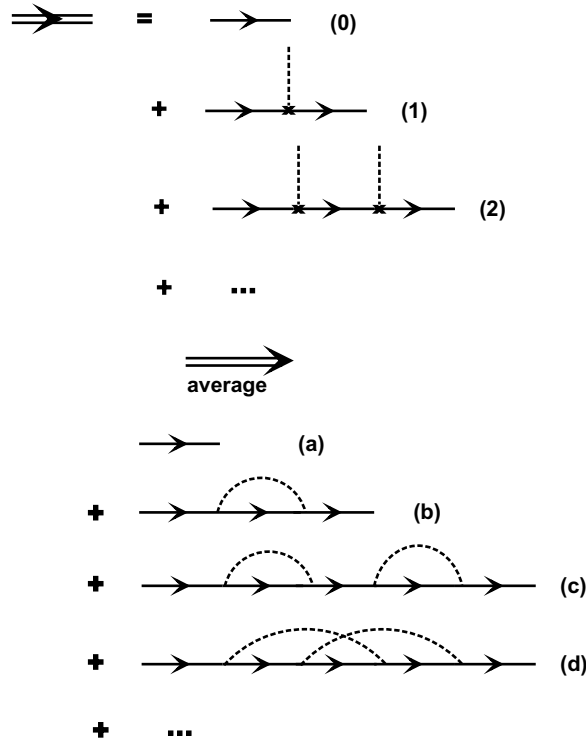 = (0)
+ (1)
+ (2)
+ ...
average
(a)
+ (b)
+ (c)
+ (d)
+ ...